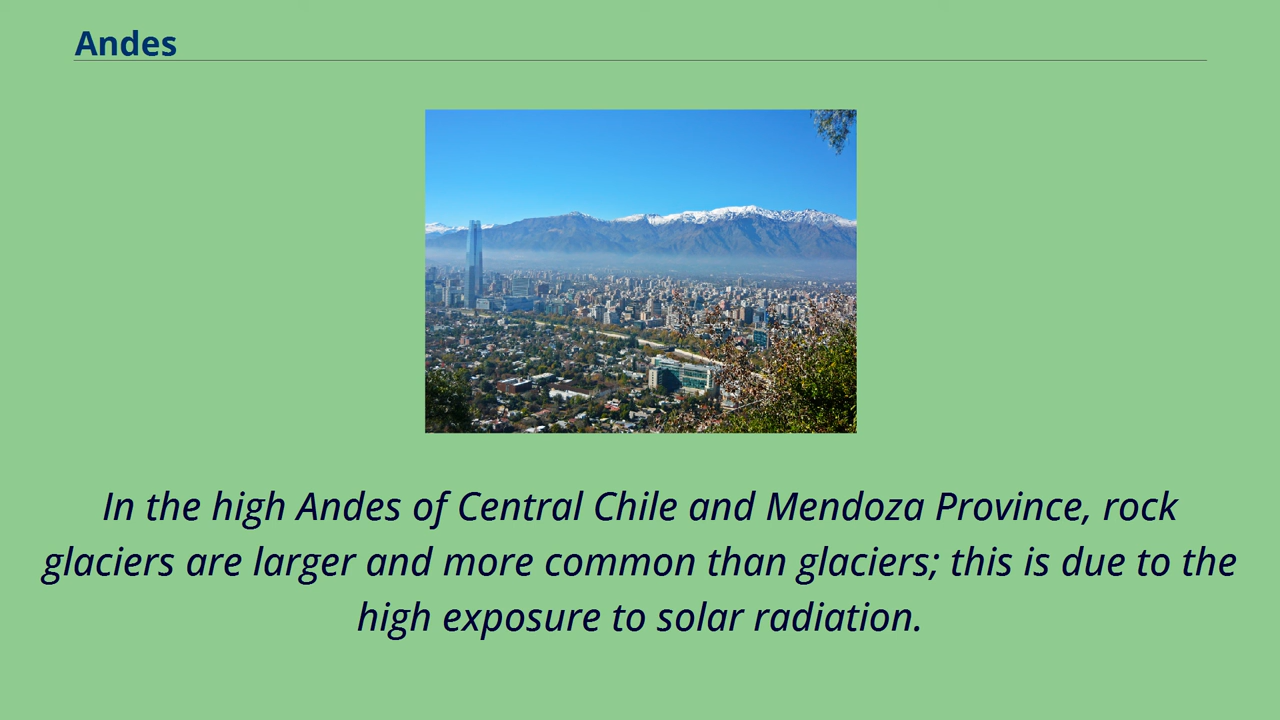 Andes
In the high Andes of Central Chile and Mendoza Province, rock
glaciers are larger and more common than glaciers; this is due to the
high exposure to solar radiation.